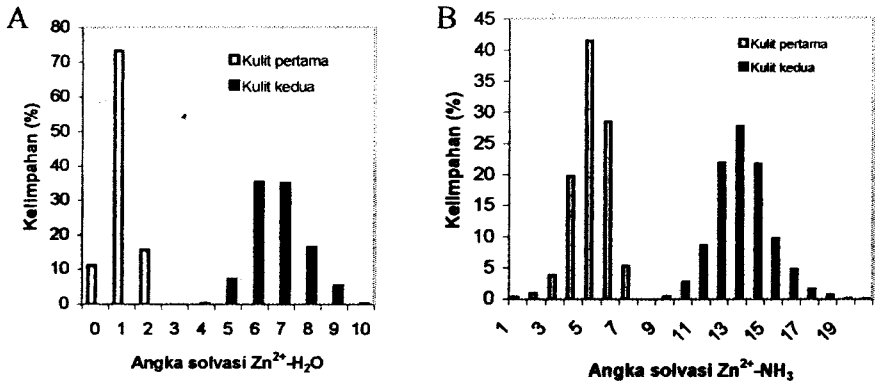 A
Kelimpahan (%)
80
70
60
50
40
30
20
10
0
Kulit pertama
Kulit kedua
0 1 2 3 4 5 6 7 8 9 10
Angka solvasi Zn²⁺-H₂O
B
Kelimpahan (%)
45
40
35
30
25
20
15
10
5
0
Kulit pertama
Kulit kedua
1 3 5 7 9 11 13 15 17 19
Angka solvasi Zn²⁺-NH₃